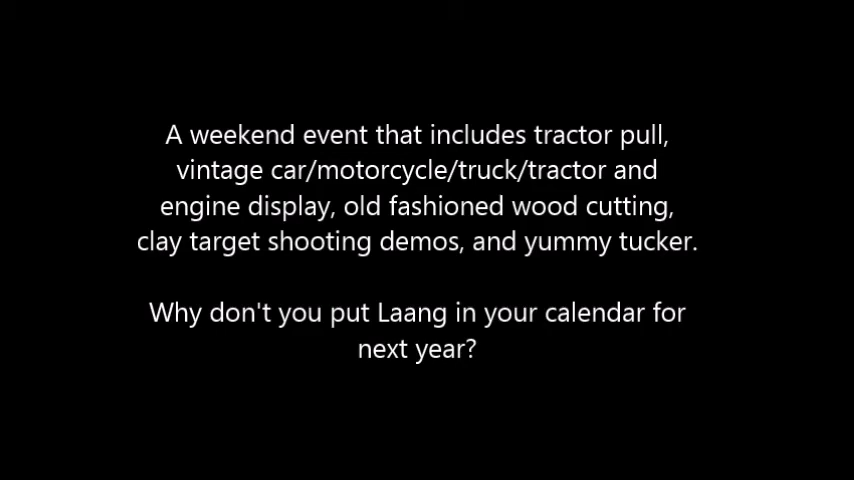 A weekend event that includes tractor pull,
vintage car/motorcycle/truck/tractor and
engine display, old fashioned wood cutting,
clay target shooting demos, and yummy tucker.
Why don't you put Laang in your calendar for
next year?